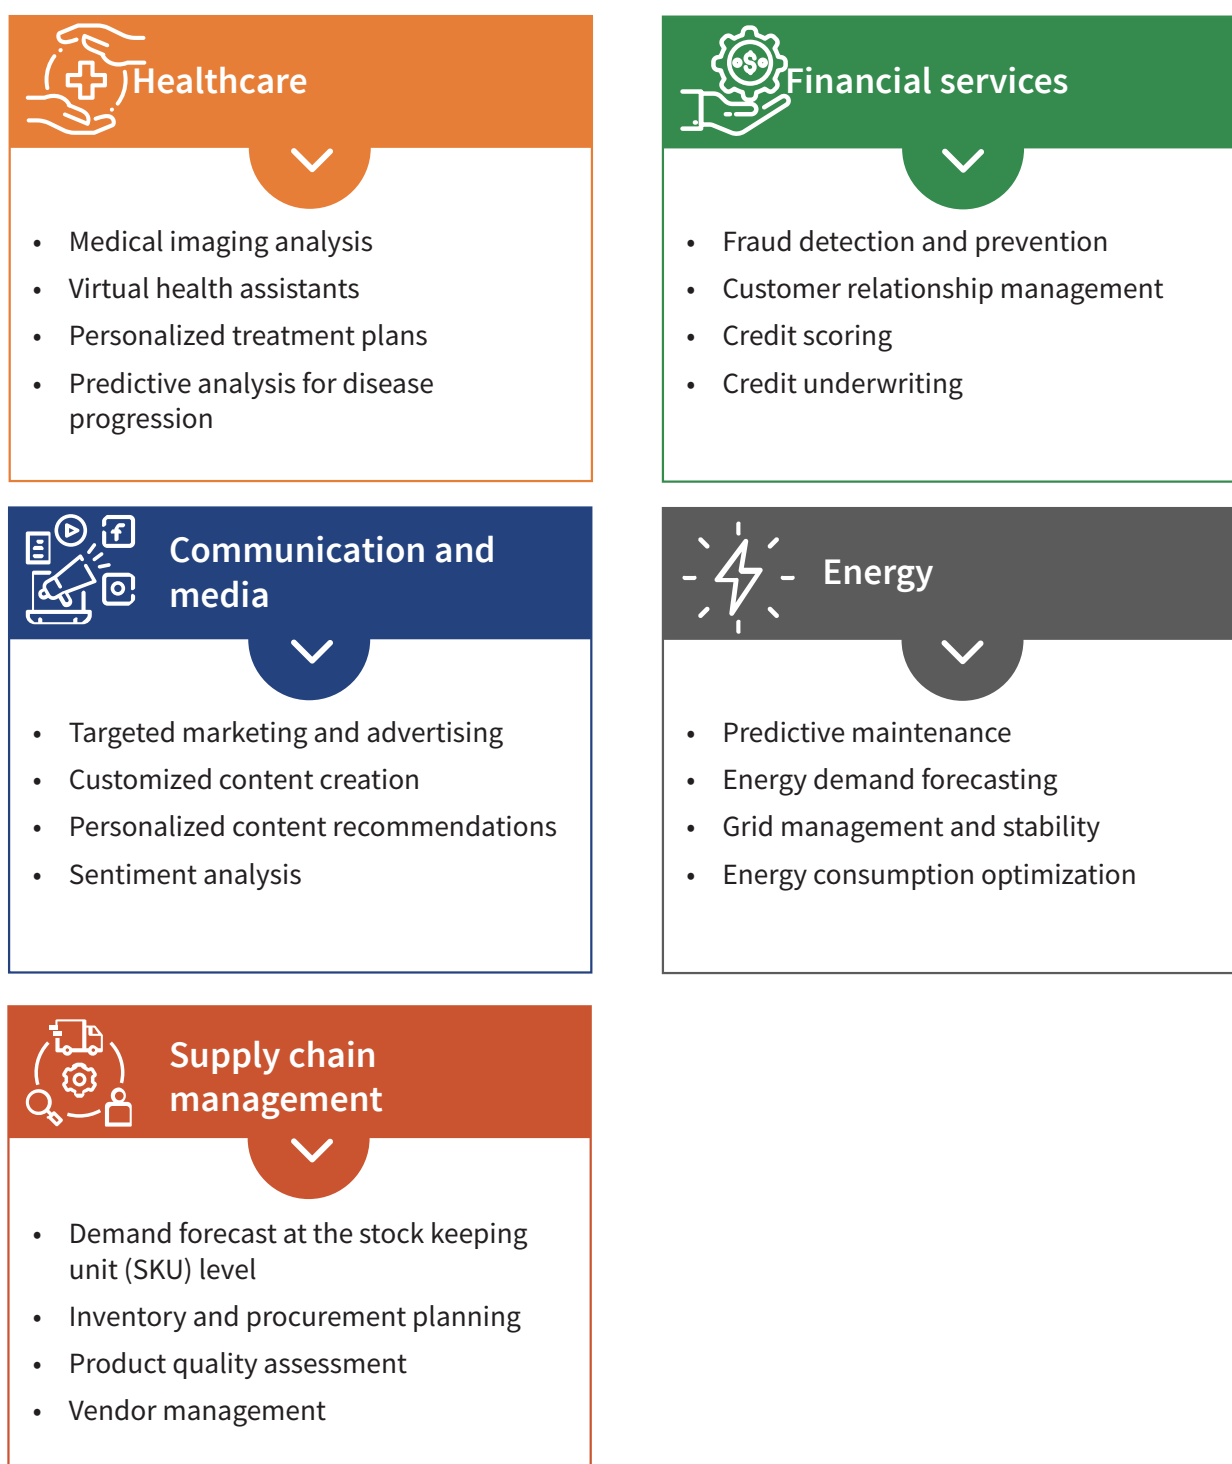 Healthcare
• Medical imaging analysis
• Virtual health assistants
• Personalized treatment plans
• Predictive analysis for disease
progression
Financial services
• Fraud detection and prevention
• Customer relationship management
• Credit scoring
• Credit underwriting
Communication and
media
• Targeted marketing and advertising
• Customized content creation
• Personalized content recommendations
• Sentiment analysis
Energy
• Predictive maintenance
• Energy demand forecasting
• Grid management and stability
• Energy consumption optimization
Supply chain
management
• Demand forecast at the stock keeping
unit (SKU) level
• Inventory and procurement planning
• Product quality assessment
• Vendor management